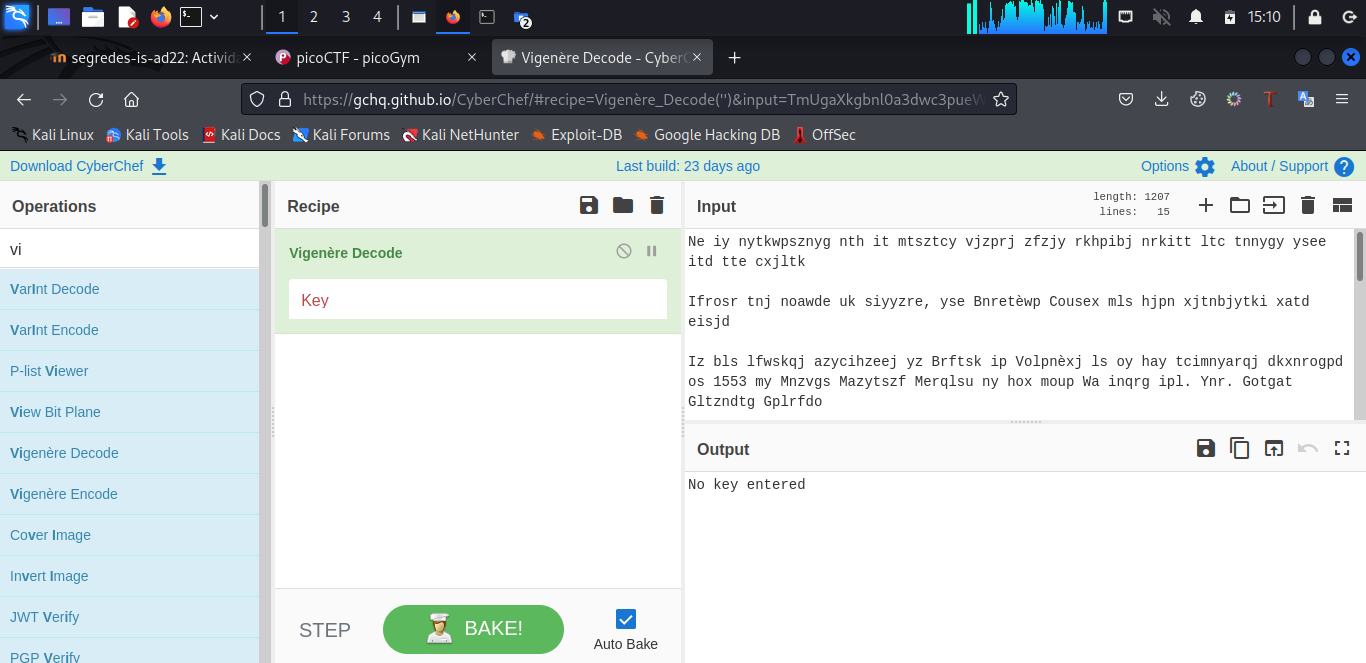 1 2 3 4 2 15:10
segredes-is-ad22: Activid picoCTF - picoGym Vigenère Decode - CyberC
https://gchq.github.io/CyberChef/#recipe=Vigenère_Decode('')&input=TmUgaXkgbnl0a3dwc3pueW
Kali Linux Kali Tools Kali Docs Kali Forums Kali NetHunter Exploit-DB Google Hacking DB OffSec
Download CyberChef Last build: 23 days ago Options About / Support
Operations
vi
VarInt Decode
VarInt Encode
P-list Viewer
View Bit Plane
Vigenère Decode
Vigenère Encode
Cover Image
Invert Image
JWT Verify
PGP Verify
Recipe
Vigenère Decode
Key
STEP
BAKE!
Auto Bake
Input
length: 1207
lines: 15
Ne iy nytkwpsznyg nth it mtsztcy vjzprj zfzjy rkhpibj nrkitt ltc tnnygy ysee
itd tte cxjltk
Ifrosr tnj noawde uk siyyzre, yse Bnretèwp Cousex mls hjpn xjtnbjytki xatd
eisjd
Iz bls lfwskqj azycihzeej yz Brftsk ip Volpnèxj ls oy hay tcimnyarqj dkxnrogpd
os 1553 my Mnzvgs Mazytszf Merqlsu ny hox moup Wa inqrg ipl. Ynr. Gotgat
Gltzndtg Gplrfdo
Output
No key entered